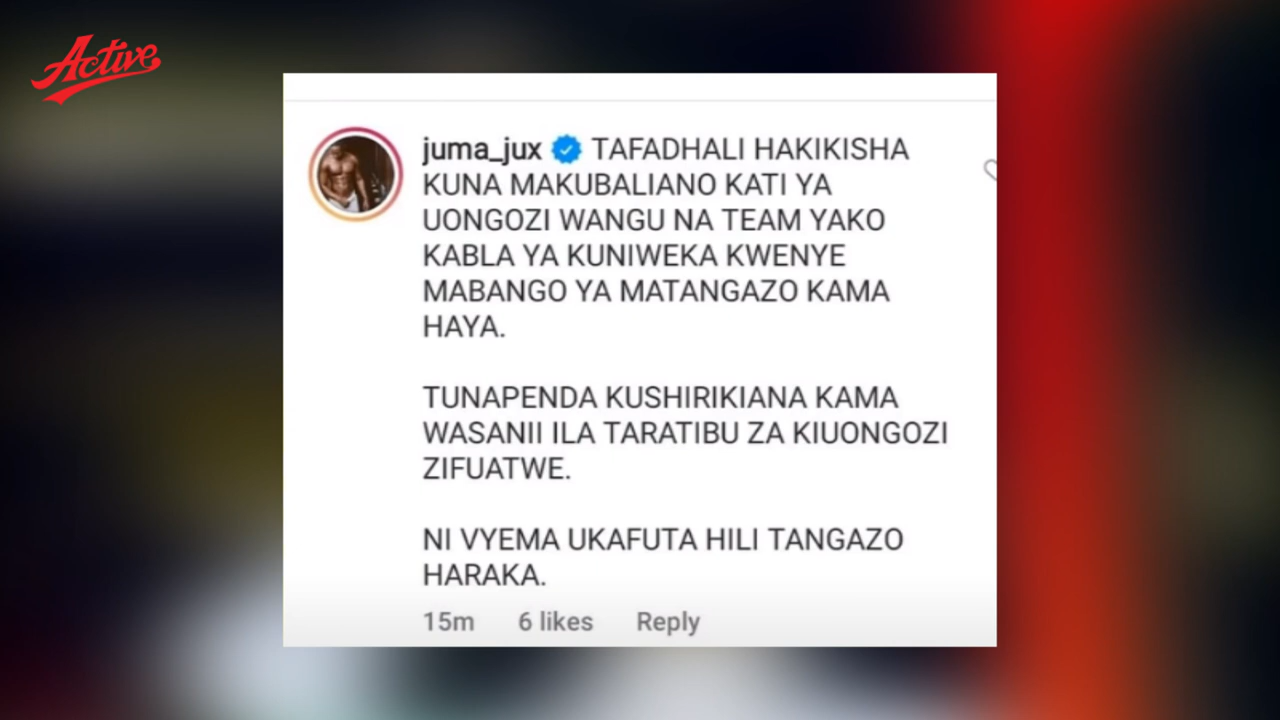 Active
juma_jux TAFADHALI HAKIKISHA
KUNA MAKUBALIANO KATI YA
UONGOZI WANGU NA TEAM YAKO
KABLA YA KUNIWEKA KWENYE
MABANGO YA MATANGAZO KAMA
HAYA.
TUNAPENDA KUSHIRIKIANA KAMA
WASANII ILA TARATIBU ZA KIUONGOZI
ZIFUATWE.
NI VYEMA UKAFUTA HILI TANGAZO
HARAKA.
15m 6 likes Reply